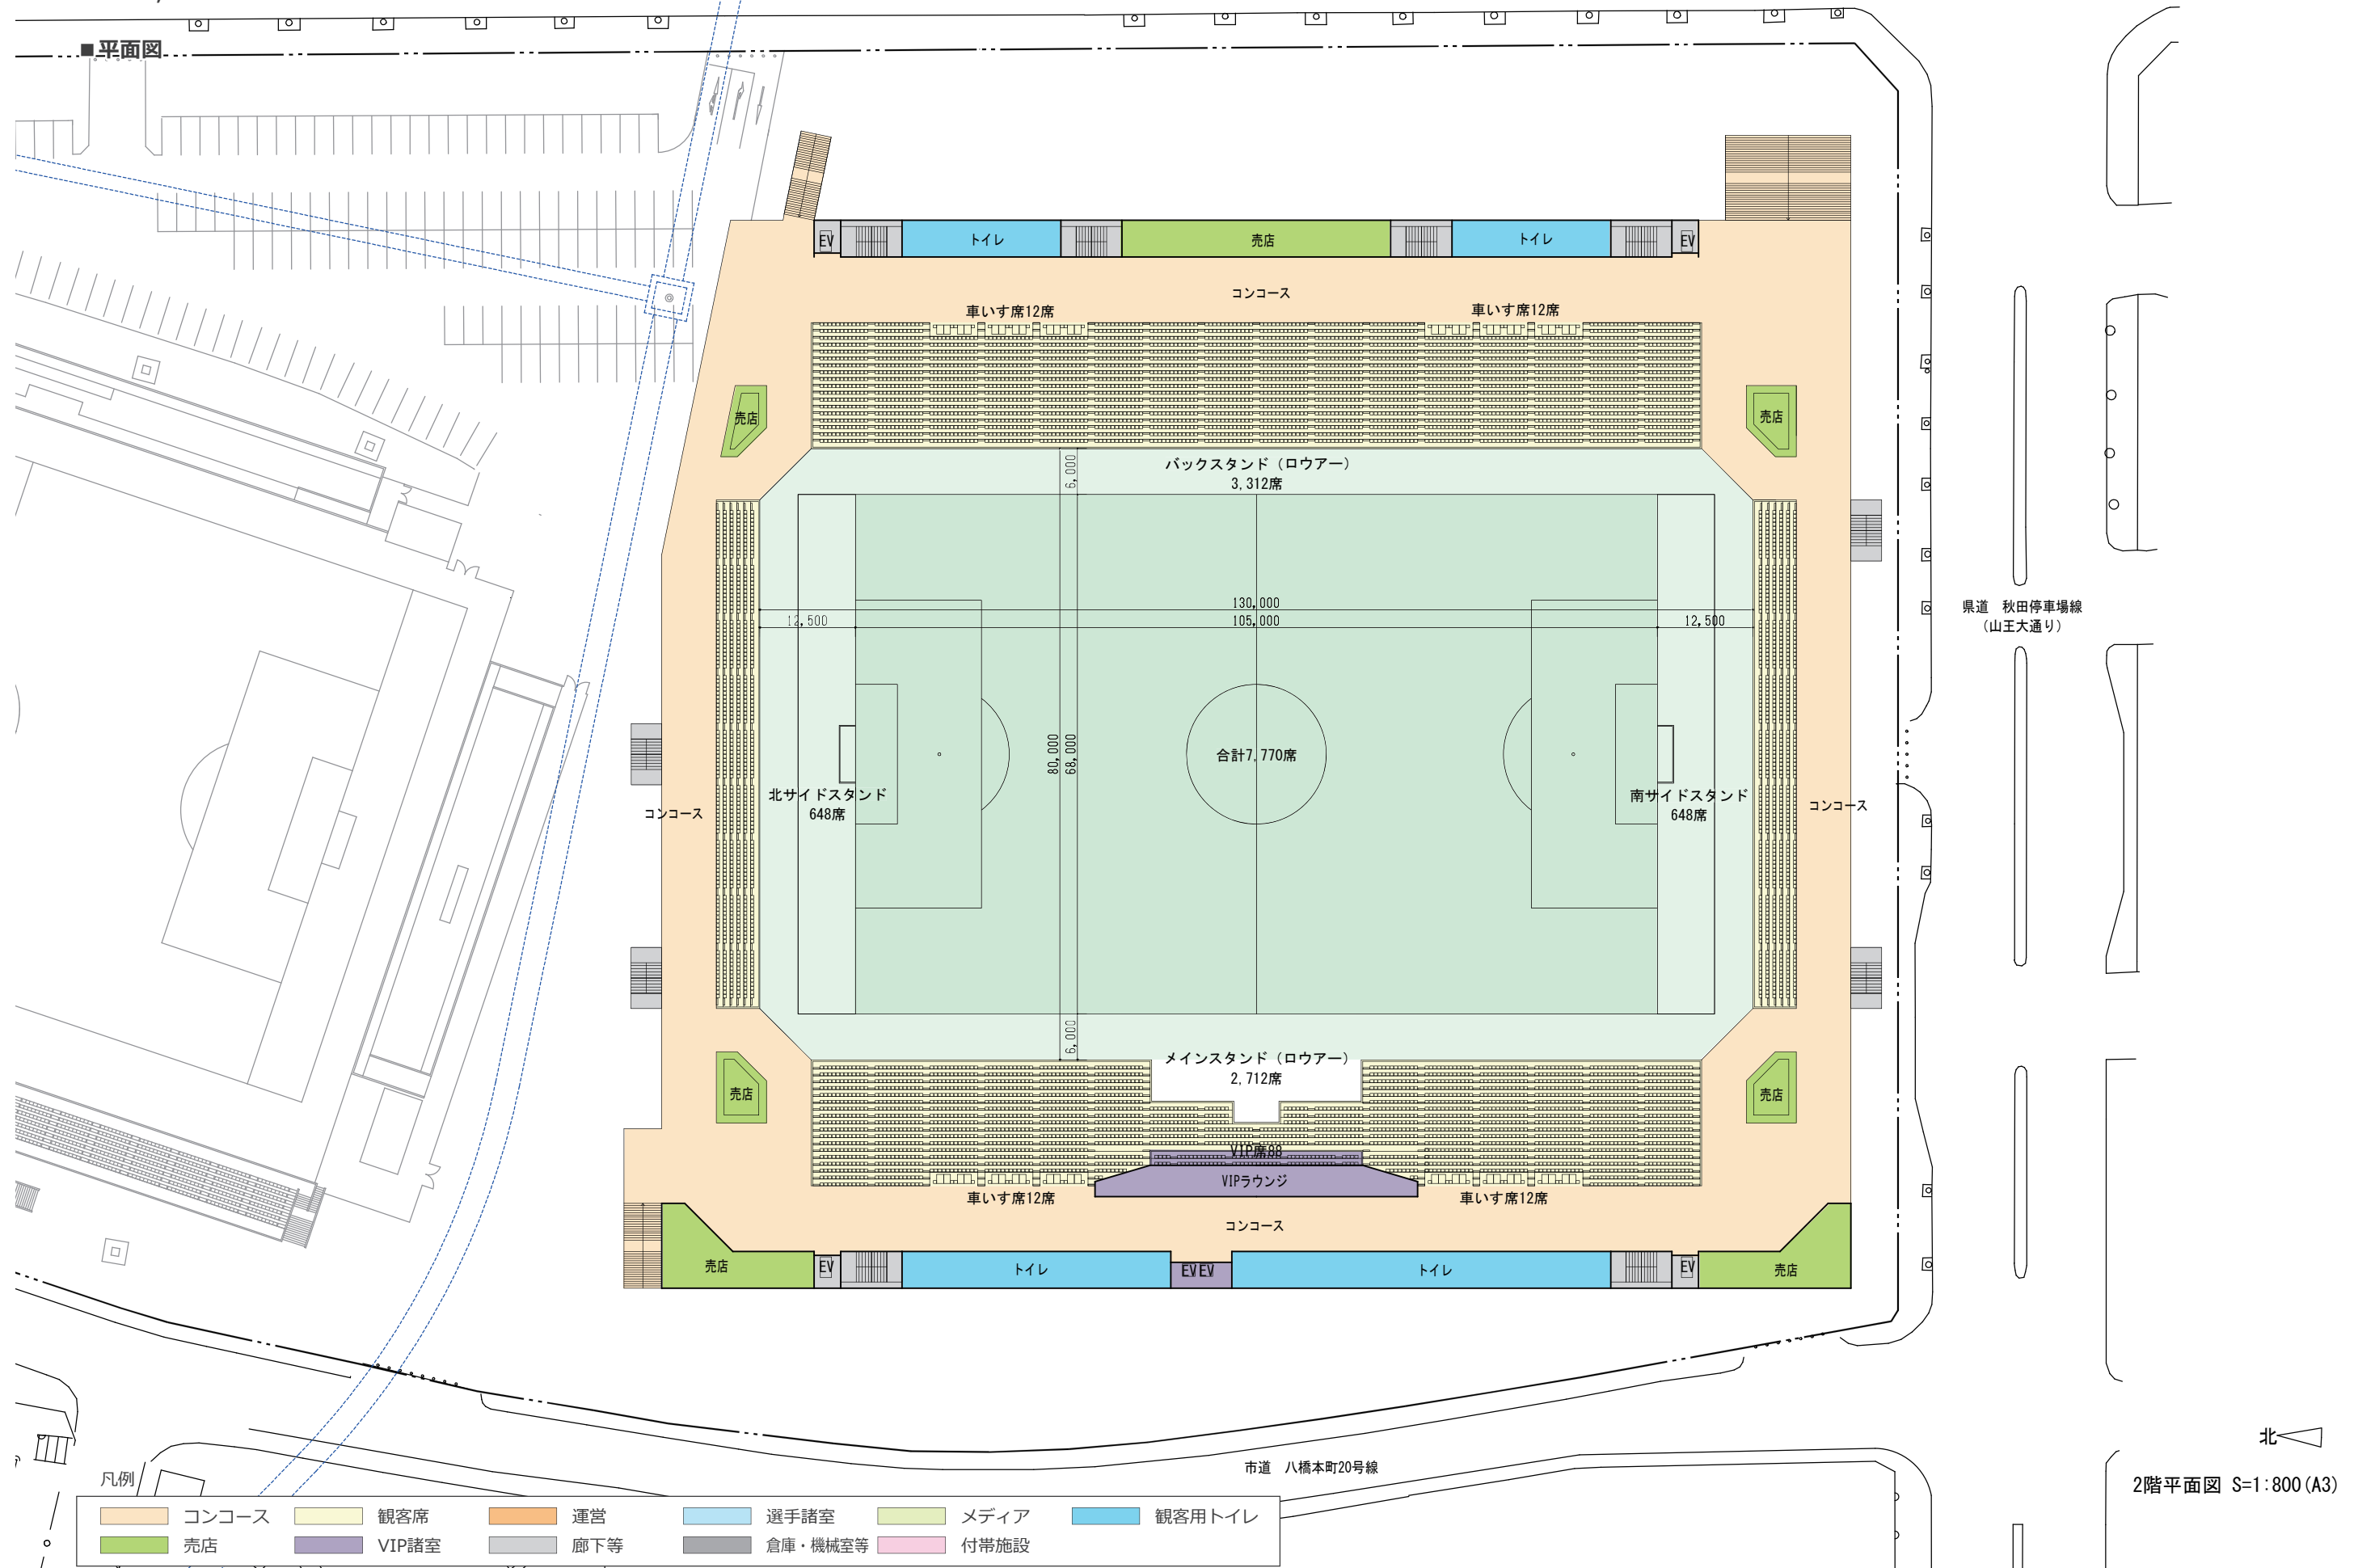 ■平面図
EV
トイレ
売店
トイレ
EV
コンコース
車いす席12席
車いす席12席
売店
売店
バックスタンド（ロウアー）
3,312席
6,000
130,000
12,500
105,000
12,500
県道　秋田停車場線
（山王大通り）
80,000
68,000
合計7,770席
北サイドスタンド
648席
南サイドスタンド
648席
コンコース
コンコース
6,000
メインスタンド（ロウアー）
2,712席
売店
売店
VIP席88
VIPラウンジ
車いす席12席
車いす席12席
コンコース
売店
EV
トイレ
EV
EV
トイレ
EV
売店
北
市道　八橋本町20号線
2階平面図 S=1:800(A3)
凡例
コンコース
観客席
運営
選手諸室
メディア
観客用トイレ
売店
VIP諸室
廊下等
倉庫・機械室等
付帯施設